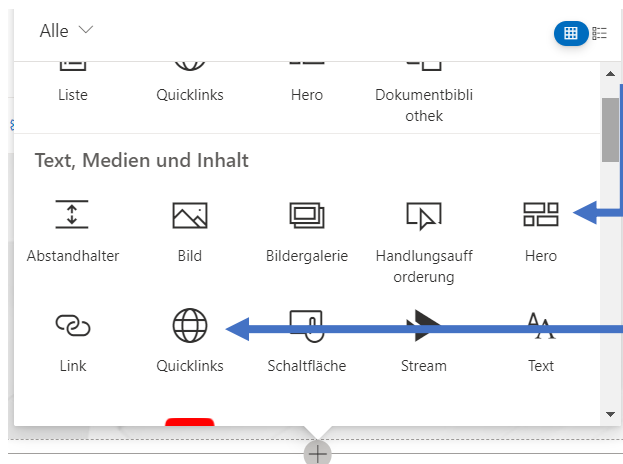 Alle
Liste Quicklinks Hero Dokumentbibli
othek
Text, Medien und Inhalt
Abstandhalter Bild Bildergalerie Handlungsauff Hero
orderung
Link Quicklinks Schaltfläche Stream Text